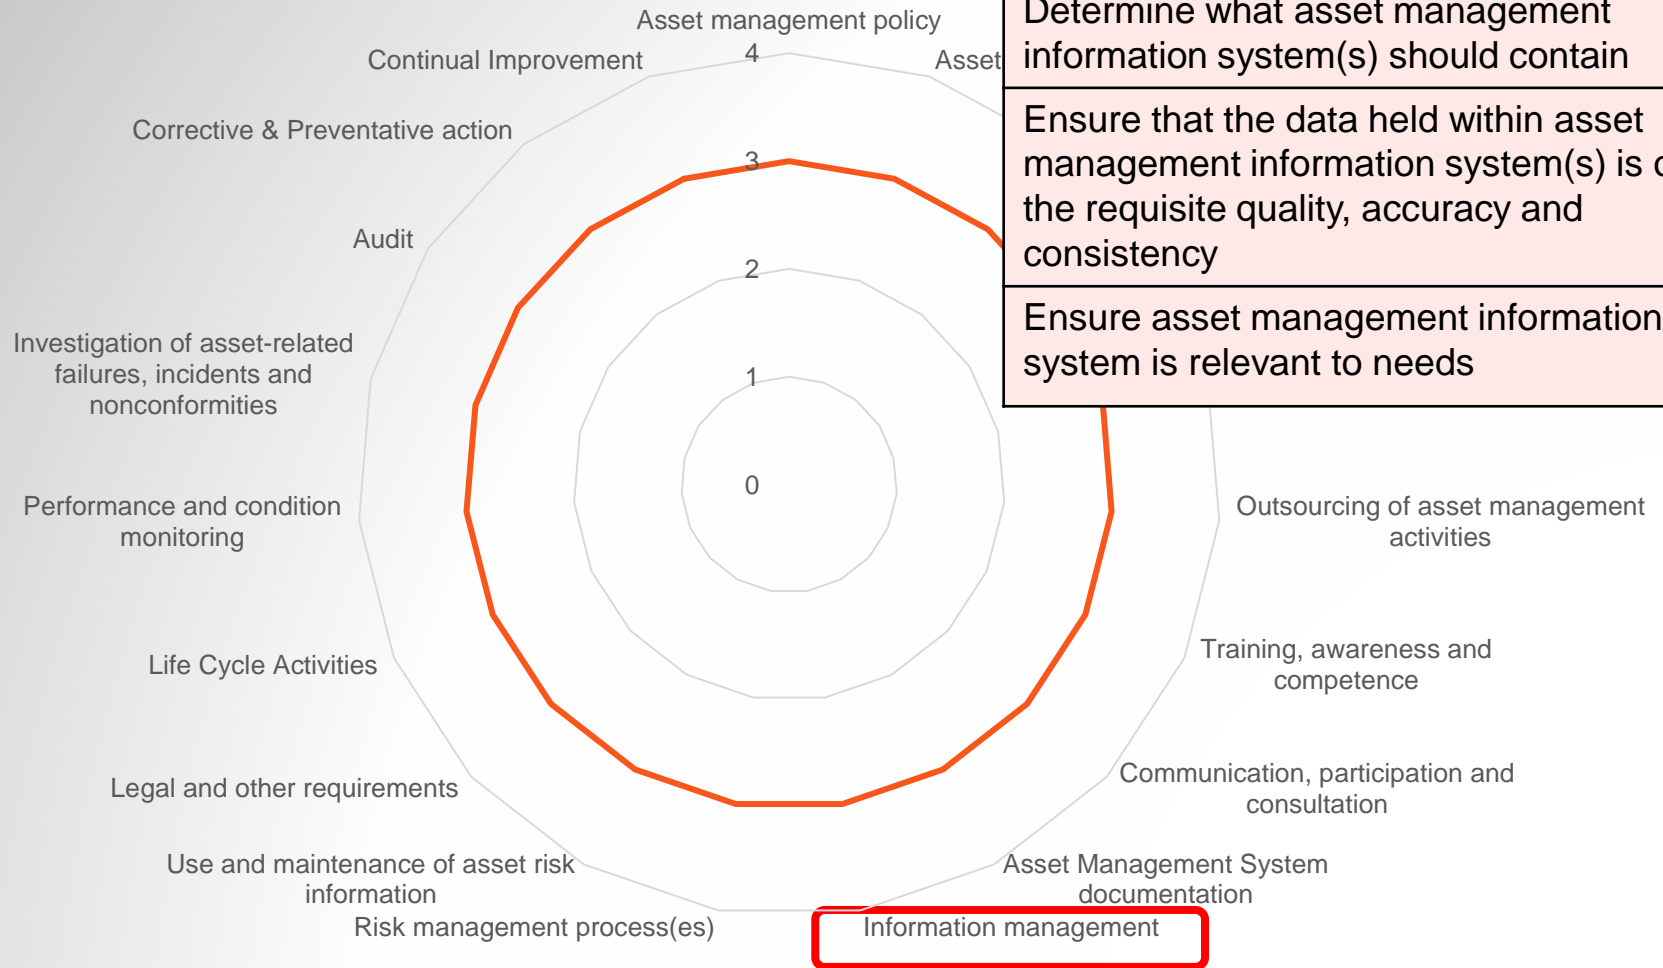 Asset management policy
Continual Improvement
Asset
Corrective & Preventative action
Audit
Investigation of asset-related
failures, incidents and
nonconformities
Performance and condition
monitoring
Life Cycle Activities
Legal and other requirements
Use and maintenance of asset risk
information
Risk management process(es)
Information management
Asset Management System
documentation
Communication, participation and
consultation
Training, awareness and
competence
Outsourcing of asset management
activities
4
3
2
1
0
Determine what asset management
information system(s) should contain
Ensure that the data held within asset
management information system(s) is
the requisite quality, accuracy and
consistency
Ensure asset management information
system is relevant to needs